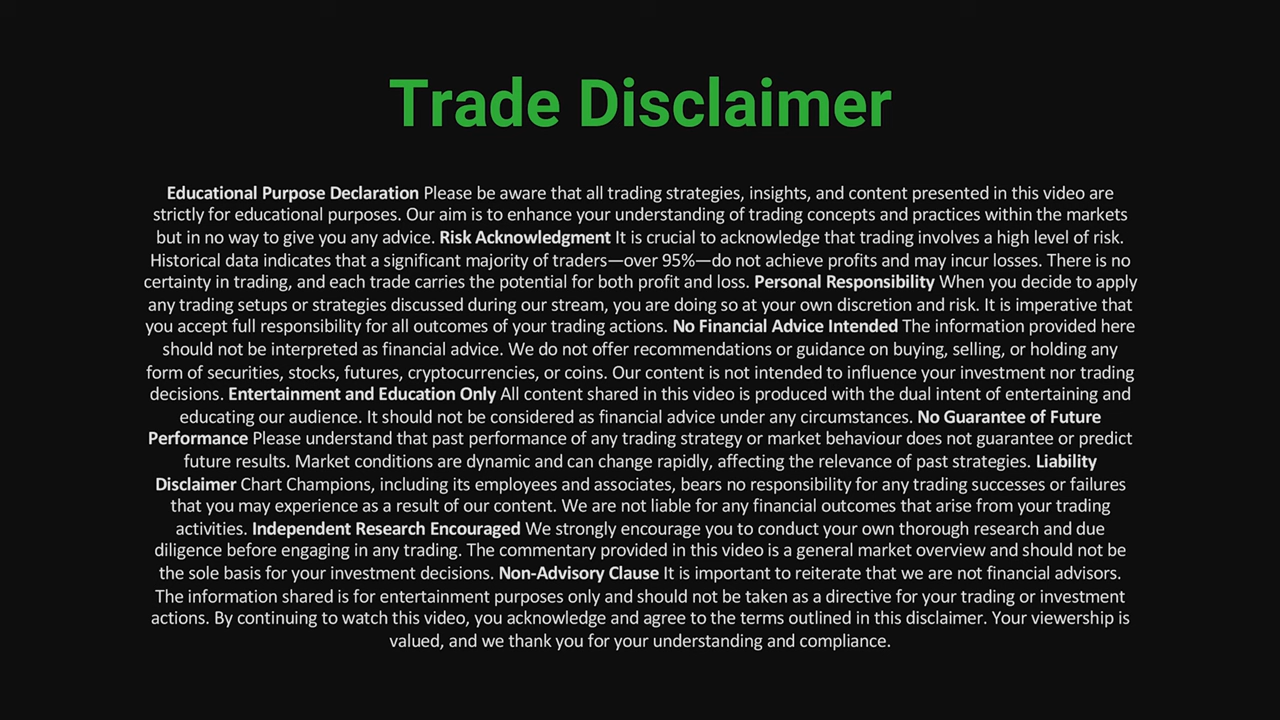 Trade Disclaimer
Educational Purpose Declaration Please be aware that all trading strategies, insights, and content presented in this video are
strictly for educational purposes. Our aim is to enhance your understanding of trading concepts and practices within the markets
but in no way to give you any advice. Risk Acknowledgment It is crucial to acknowledge that trading involves a high level of risk.
Historical data indicates that a significant majority of traders—over 95%—do not achieve profits and may incur losses. There is no
certainty in trading, and each trade carries the potential for both profit and loss. Personal Responsibility When you decide to apply
any trading setups or strategies discussed during our stream, you are doing so at your own discretion and risk. It is imperative that
you accept full responsibility for all outcomes of your trading actions. No Financial Advice Intended The information provided here
should not be interpreted as financial advice. We do not offer recommendations or guidance on buying, selling, or holding any
form of securities, stocks, futures, cryptocurrencies, or coins. Our content is not intended to influence your investment nor trading
decisions. Entertainment and Education Only All content shared in this video is produced with the dual intent of entertaining and
educating our audience. It should not be considered as financial advice under any circumstances. No Guarantee of Future
Performance Please understand that past performance of any trading strategy or market behaviour does not guarantee or predict
future results. Market conditions are dynamic and can change rapidly, affecting the relevance of past strategies. Liability
Disclaimer Chart Champions, including its employees and associates, bears no responsibility for any trading successes or failures
that you may experience as a result of our content. We are not liable for any financial outcomes that arise from your trading
activities. Independent Research Encouraged We strongly encourage you to conduct your own thorough research and due
diligence before engaging in any trading. The commentary provided in this video is a general market overview and should not be
the sole basis for your investment decisions. Non-Advisory Clause It is important to reiterate that we are not financial advisors.
The information shared is for entertainment purposes only and should not be taken as a directive for your trading or investment
actions. By continuing to watch this video, you acknowledge and agree to the terms outlined in this disclaimer. Your viewership is
valued, and we thank you for your understanding and compliance.